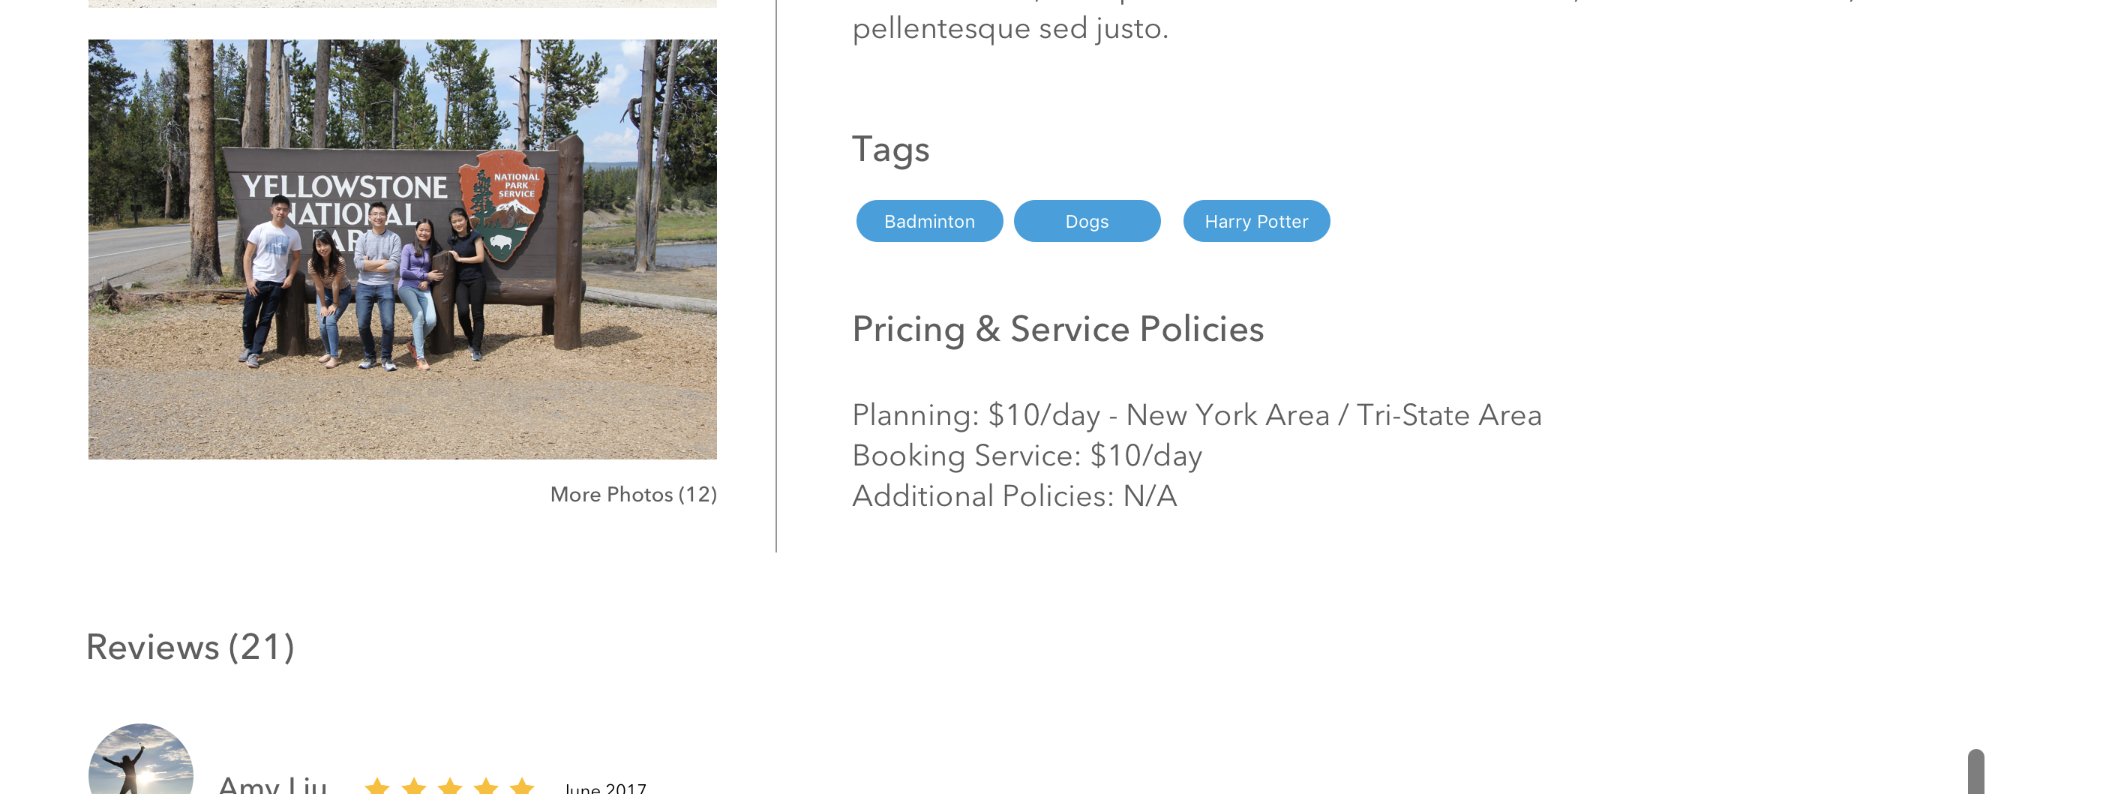 pellentesque sed justo.
YELLOWSTONE
NATIONAL
PARK
NATIONAL
PARK
SERVICE
More Photos (12)
Tags
Badminton
Dogs
Harry Potter
Pricing & Service Policies
Planning: $10/day - New York Area / Tri-State Area
Booking Service: $10/day
Additional Policies: N/A
Reviews (21)
Amy Liu
June 2017